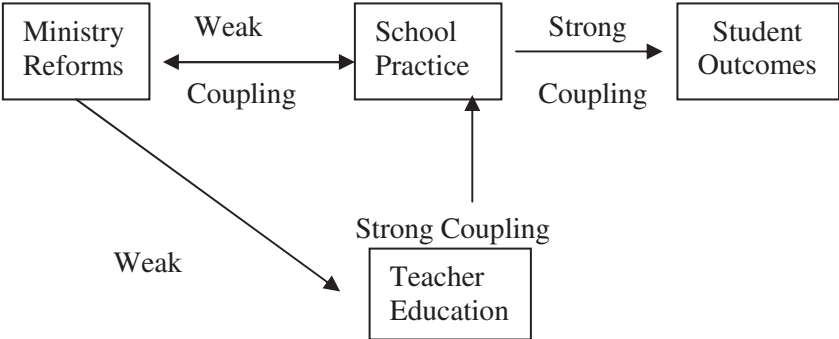 Ministry
Reforms
Weak
Coupling
School
Practice
Strong
Coupling
Student
Outcomes
Strong Coupling
Weak
Teacher
Education